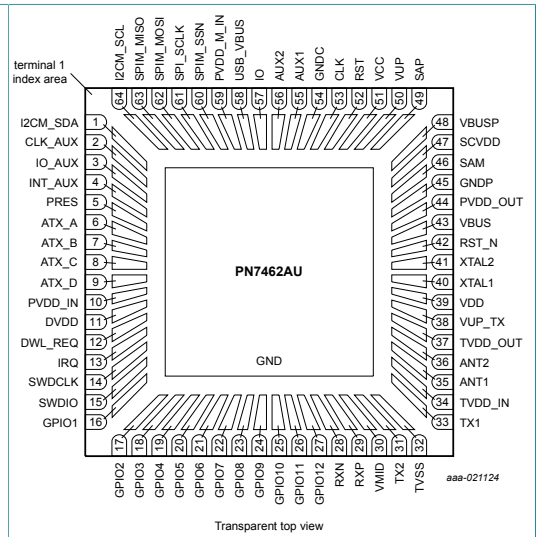 terminal 1
index area
64 I2CM_SCL
63 SPIM_MISO
62 SPIM_MOSI
61 SPI_SCLK
60 SPIM_SSN
59 PVDD_M_IN
58 USB_VBUS
57 IO
56 AUX2
55 AUX1
54 GNDC
53 CLK
52 RST
51 VCC
50 VUP
49 SAP
I2CM_SDA 1
CLK_AUX 2
IO_AUX 3
INT_AUX 4
PRES 5
ATX_A 6
ATX_B 7
ATX_C 8
ATX_D 9
PVDD_IN 10
DVDD 11
DWL_REQ 12
IRQ 13
SWDCLK 14
SWDIO 15
GPIO1 16
PN7462AU
GND
48 VBUSP
47 SCVDD
46 SAM
45 GNDP
44 PVDD_OUT
43 VBUS
42 RST_N
41 XTAL2
40 XTAL1
39 VDD
38 VUP_TX
37 TVDD_OUT
36 ANT2
35 ANT1
34 TVDD_IN
33 TX1
GPIO2 17
GPIO3 18
GPIO4 19
GPIO5 20
GPIO6 21
GPIO7 22
GPIO8 23
GPIO9 24
GPIO10 25
GPIO11 26
GPIO12 27
RXN 28
RXP 29
VMID 30
TX2 31
TVSS 32
aaa-021124
Transparent top view